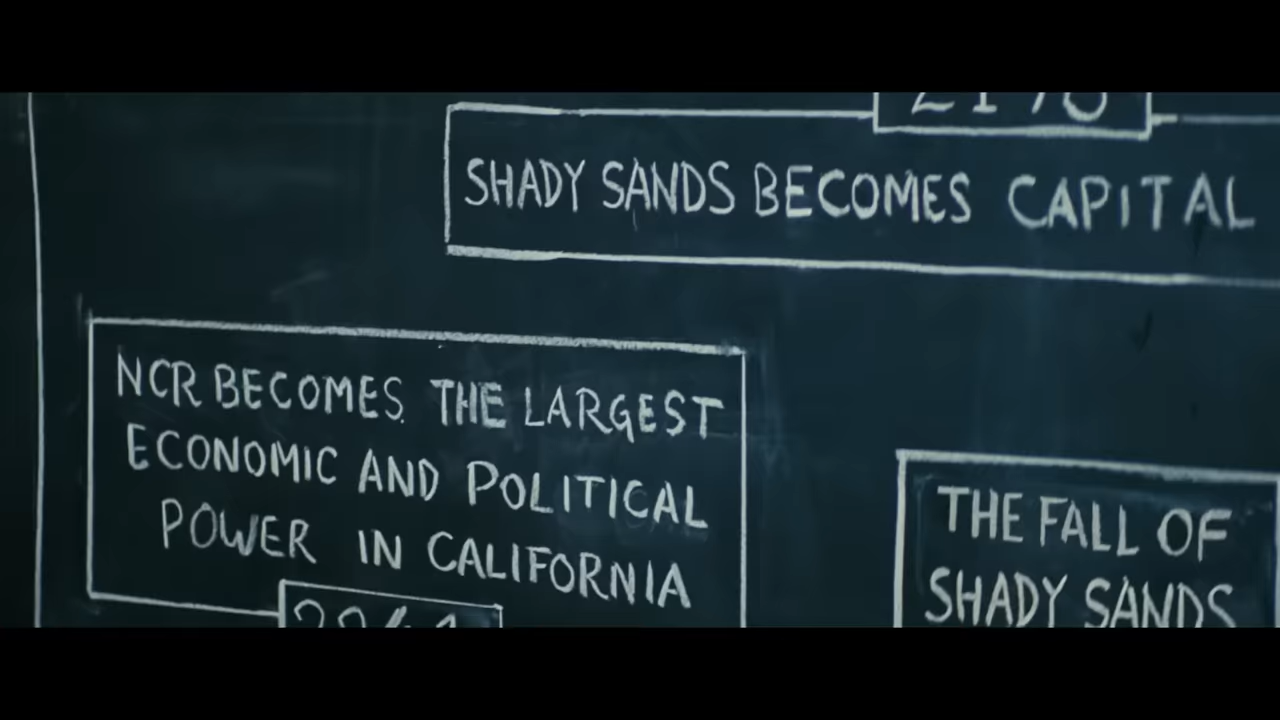 SHADY SANDS BECOMES CAPITAL
NCR BECOMES THE LARGEST
ECONOMIC AND POLITICAL
POWER IN CALIFORNIA
THE FALL OF
SHADY SANDS